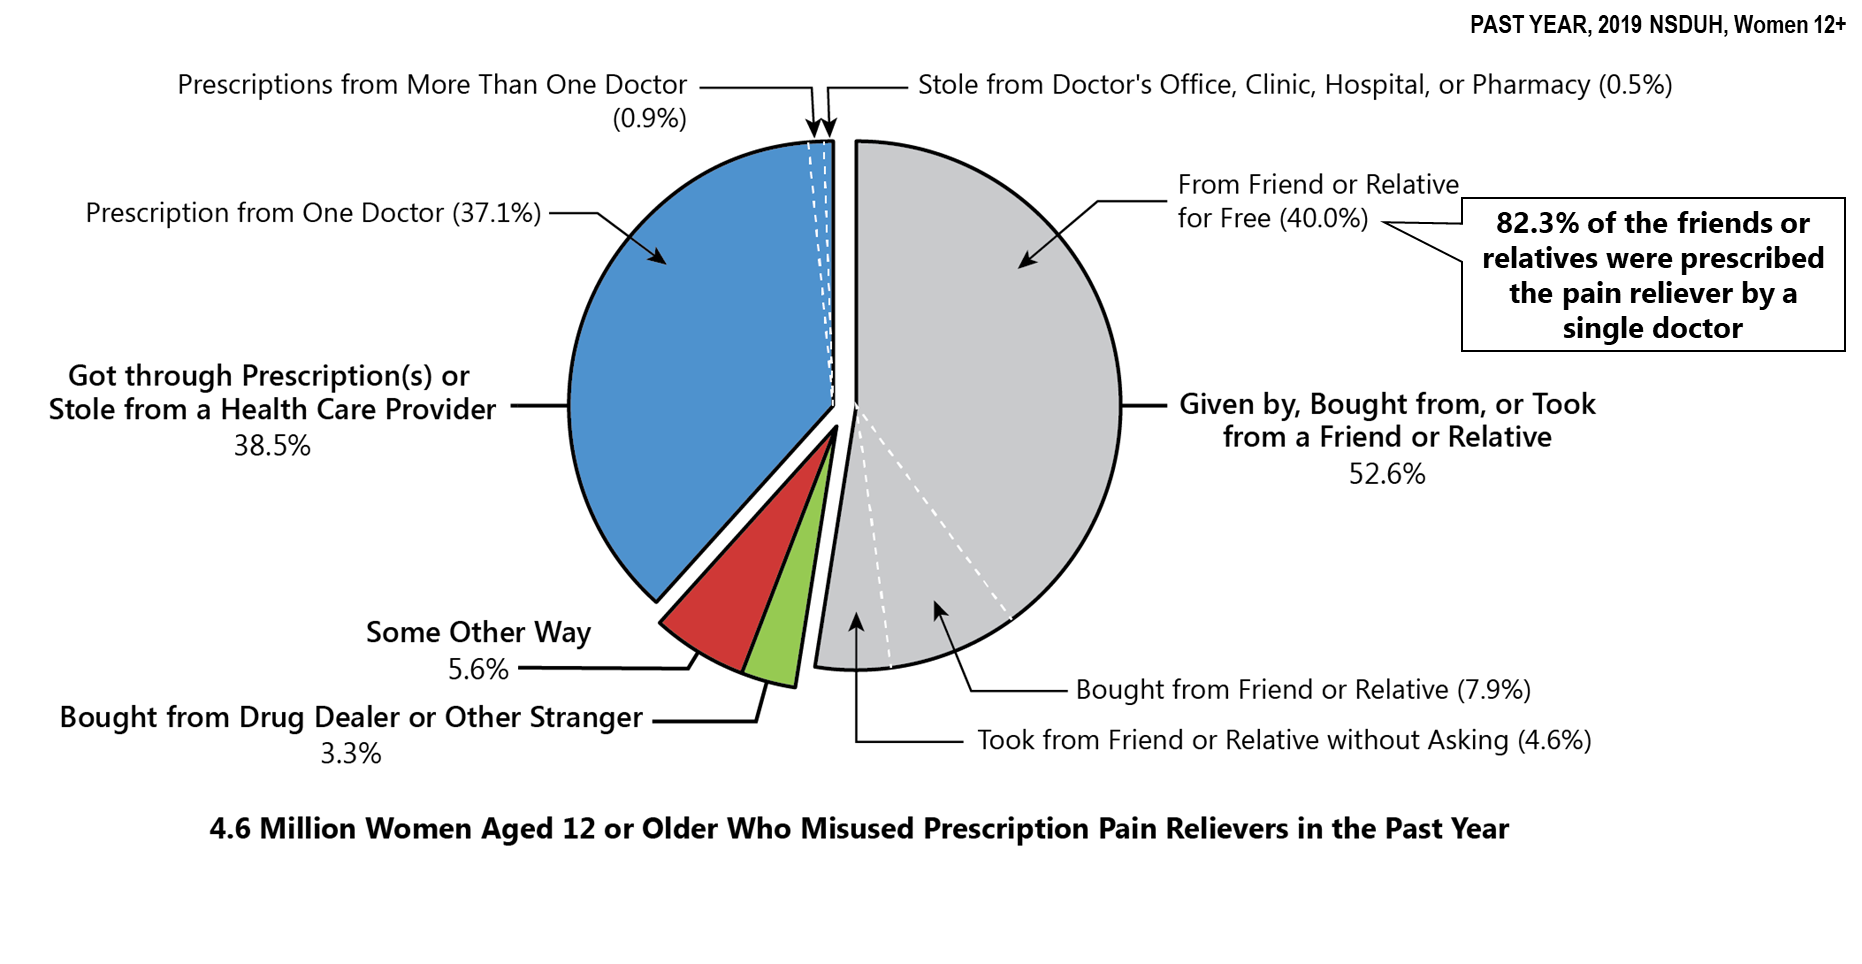 PAST YEAR, 2019 NSDUH, Women 12+
Prescriptions from More Than One Doctor
(0.9%)
Stole from Doctor's Office, Clinic, Hospital, or Pharmacy (0.5%)
Prescription from One Doctor (37.1%)
From Friend or Relative
for Free (40.0%)
82.3% of the friends or
relatives were prescribed
the pain reliever by a
single doctor
Got through Prescription(s) or
Stole from a Health Care Provider
38.5%
Given by, Bought from, or Took
from a Friend or Relative
52.6%
Some Other Way
5.6%
Bought from Drug Dealer or Other Stranger
3.3%
Bought from Friend or Relative (7.9%)
Took from Friend or Relative without Asking (4.6%)
4.6 Million Women Aged 12 or Older Who Misused Prescription Pain Relievers in the Past Year